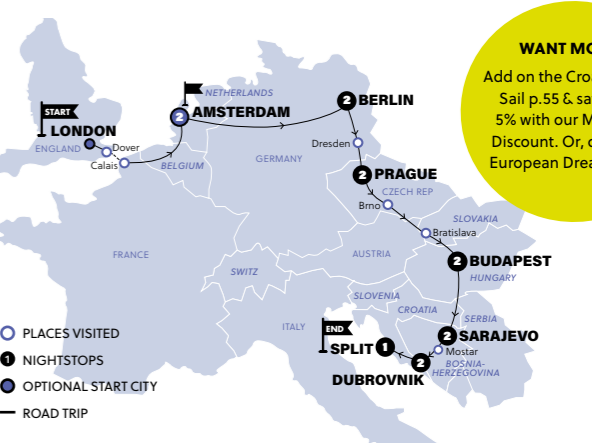 WANT MO
Add on the Croa
Sail p.55 & sa
5% with our M
Discount. Or, c
European Drea
START
LONDON
ENGLAND
Dover
Calais
NETHERLANDS
2
AMSTERDAM
BELGIUM
2
BERLIN
Dresden
GERMANY
2
PRAGUE
CZECH REP
Brno
SLOVAKIA
Bratislava
FRANCE
AUSTRIA
2
BUDAPEST
HUNGARY
SWITZ
SLOVENIA
CROATIA
SERBIA
ITALY
END
SPLIT
1
2
SARAJEVO
Mostar
BOSNIA-
HERZEGOVINA
2
DUBROVNIK
PLACES VISITED
1 NIGHTSTOPS
OPTIONAL START CITY
ROAD TRIP